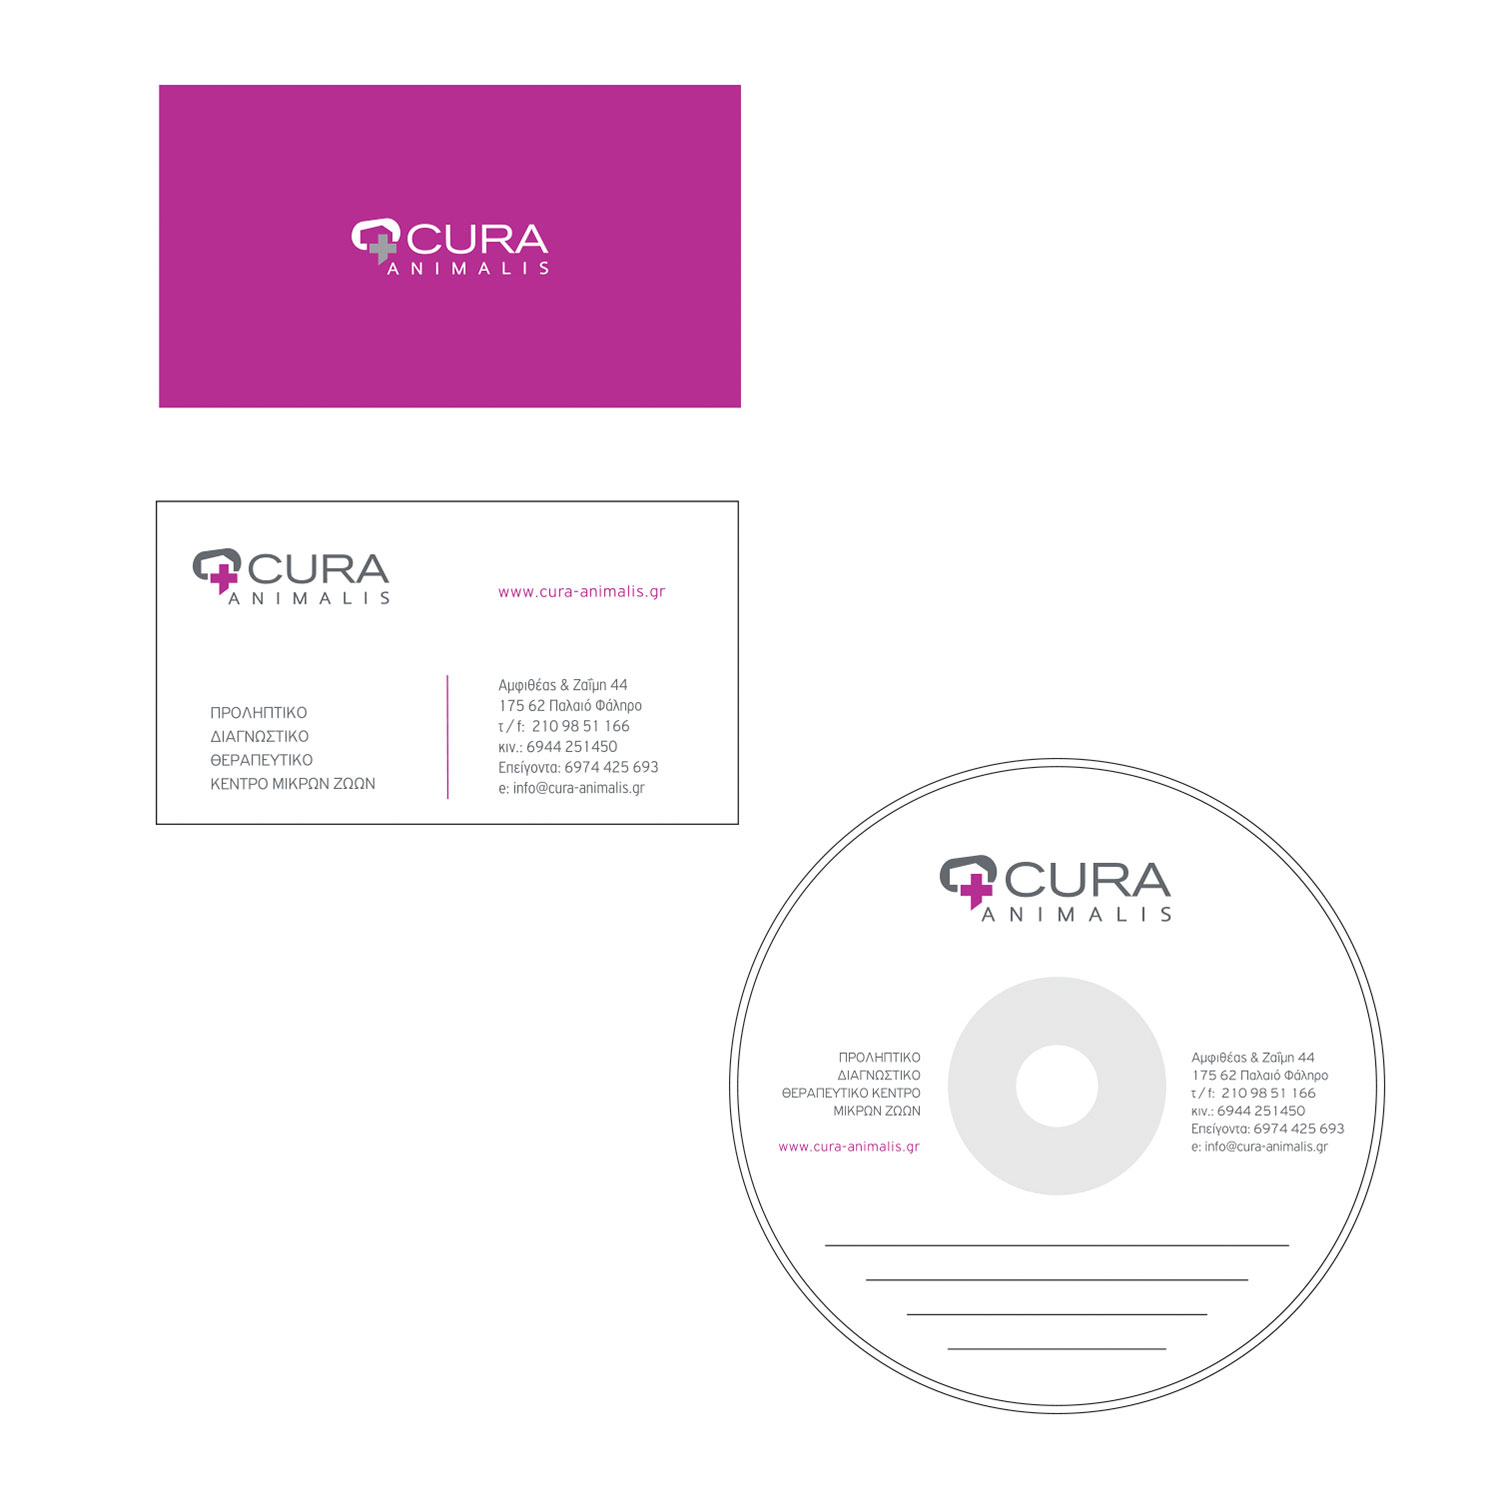 CURA
ANIMALIS
CURA
ANIMALIS
www.cura-animalis.gr
ΠΡΟΛΗΠΤΙΚΟ
ΔΙΑΓΝΩΣΤΙΚΟ
ΘΕΡΑΠΕΥΤΙΚΟ
ΚΕΝΤΡΟ ΜΙΚΡΩΝ ΖΩΩΝ
Αμφιθέας & Ζαΐμη 44
175 62 Παλαιό Φάληρο
τ / f: 210 98 51 166
κιν.: 6944 251450
Επείγοντα: 6974 425 693
e: info@cura-animalis.gr
CURA
ANIMALIS
ΠΡΟΛΗΠΤΙΚΟ
ΔΙΑΓΝΩΣΤΙΚΟ
ΘΕΡΑΠΕΥΤΙΚΟ ΚΕΝΤΡΟ
ΜΙΚΡΩΝ ΖΩΩΝ
www.cura-animalis.gr
Αμφιθέας & Ζαΐμη 44
175 62 Παλαιό Φάληρο
τ / f: 210 98 51 166
κιν.: 6944 251450
Επείγοντα: 6974 425 693
e: info@cura-animalis.gr